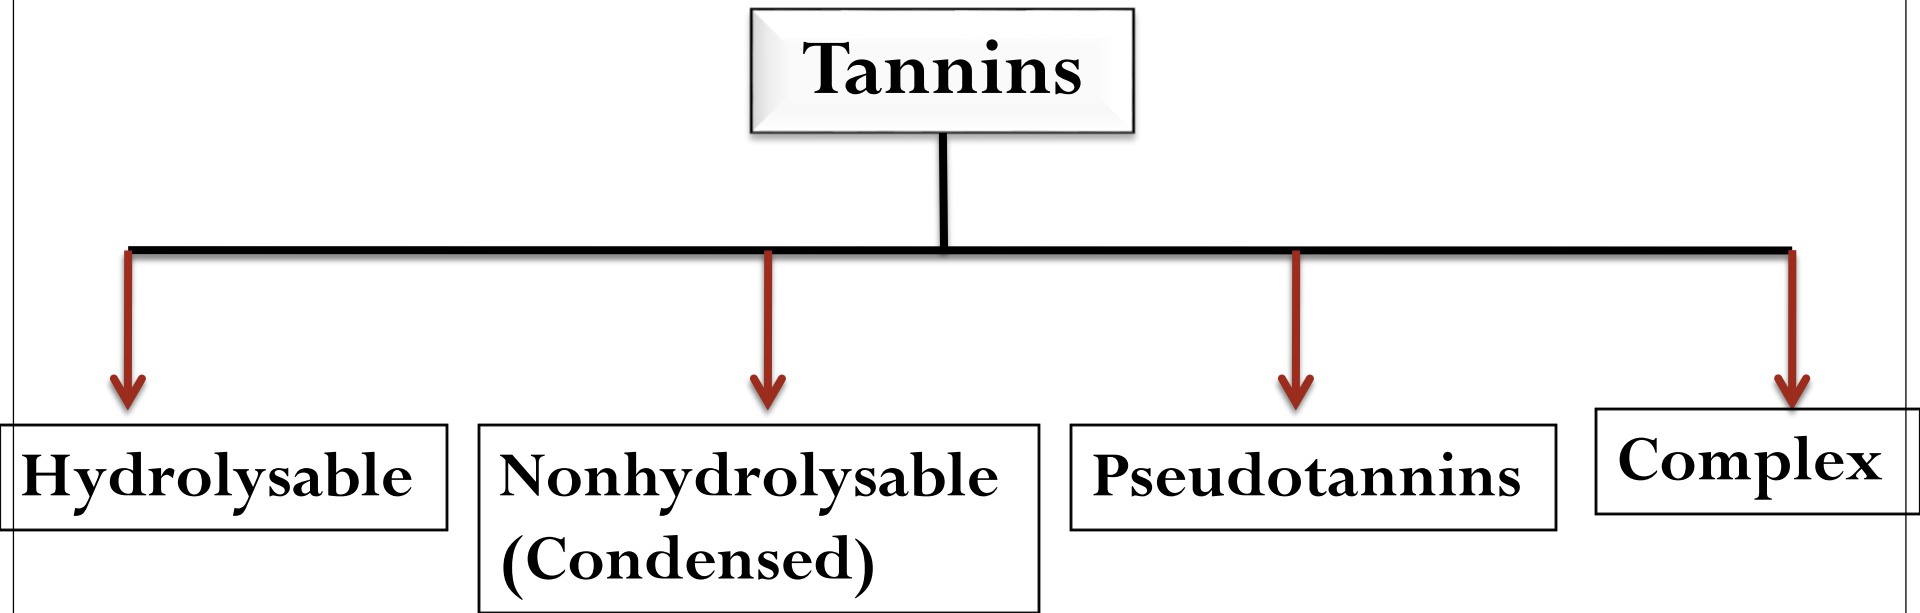 Tannins
Hydrolysable
Nonhydrolysable
(Condensed)
Pseudotannins
Complex